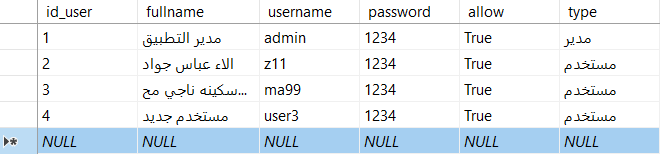 id_user fullname username password allow type
1 مدير التطبيق admin 1234 True مدير
2 الاء عباس جواد z11 1234 True مستخدم
3 سكينه ناجي مح... ma99 1234 True مستخدم
4 مستخدم جديد user3 1234 True مستخدم
NULL NULL NULL NULL NULL NULL